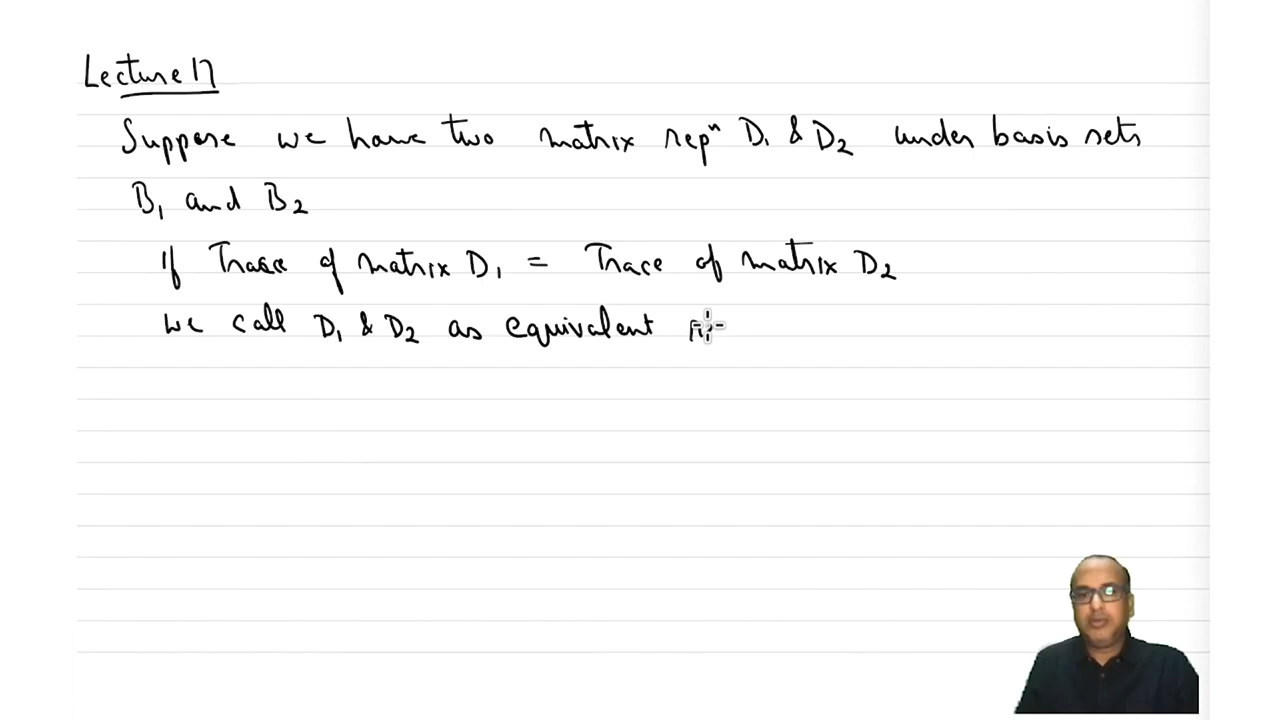 Lecture 17
Suppose we have two matrix repⁿ D₁ & D₂ under basis sets
B₁ and B₂
If Trace of matrix D₁ = Trace of matrix D₂
We call D₁ & D₂ as equivalent